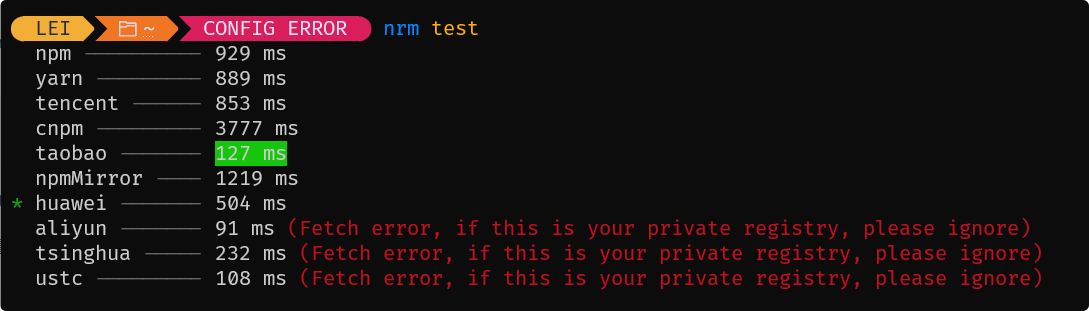 LEI ~ CONFIG ERROR nrm test
npm ────────── 929 ms
yarn ───────── 889 ms
tencent ────── 853 ms
cnpm ───────── 3777 ms
taobao ─────── 127 ms
npmMirror ──── 1219 ms
* huawei ─────── 504 ms
aliyun ─────── 91 ms (Fetch error, if this is your private registry, please ignore)
tsinghua ───── 232 ms (Fetch error, if this is your private registry, please ignore)
ustc ───────── 108 ms (Fetch error, if this is your private registry, please ignore)